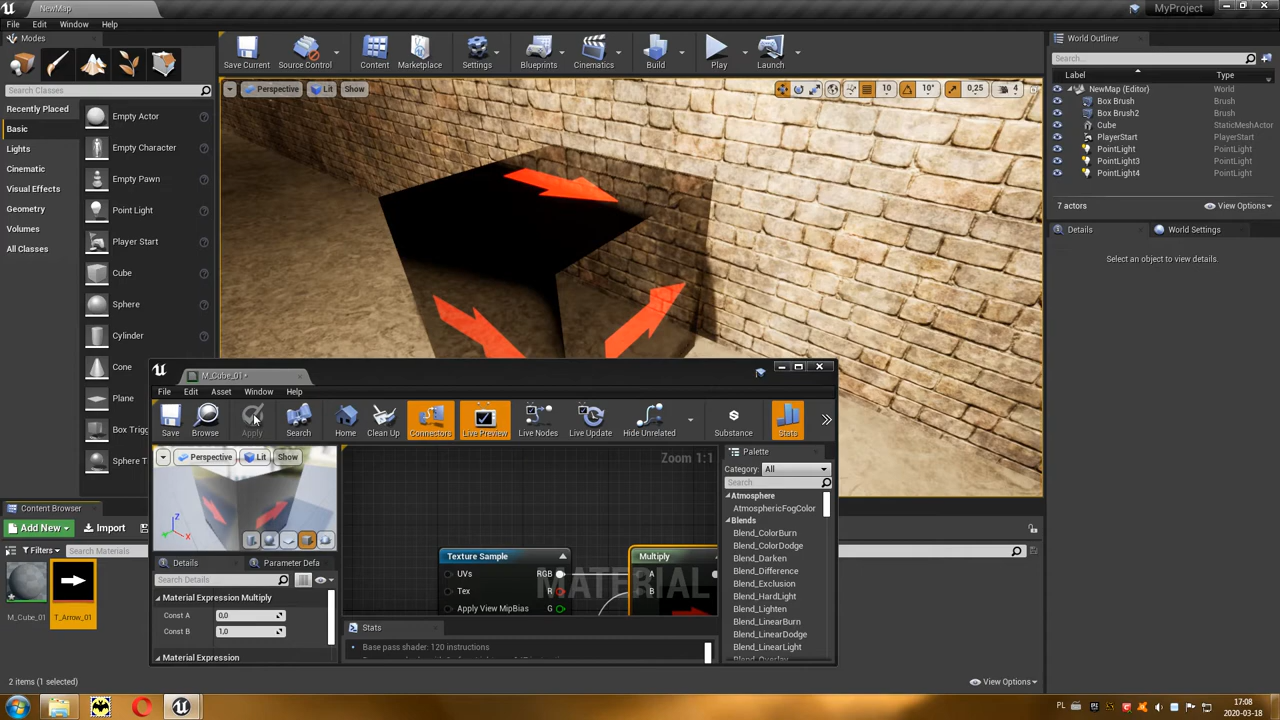 NewMap
MyProject
File Edit Window Help
Modes
Search Classes
Recently Placed
Basic
Lights
Cinematic
Visual Effects
Geometry
Volumes
All Classes
Empty Actor
Empty Character
Empty Pawn
Point Light
Player Start
Cube
Sphere
Cylinder
Cone
Plane
Box Trigg
Sphere T
Save Current
Source Control
Content
Marketplace
Settings
Blueprints
Cinematics
Build
Play
Launch
Perspective Lit Show
10 10° 0,25 4
World Outliner
Search...
Label Type
NewMap (Editor) World
Box Brush Brush
Box Brush2 Brush
Cube StaticMeshActor
PlayerStart PlayerStart
PointLight PointLight
PointLight3 PointLight
PointLight4 PointLight
7 actors View Options
Details World Settings
Select an object to view details.
M_Cube_01*
File Edit Asset Window Help
Save Browse Apply Search Home Clean Up Connectors Live Preview Live Nodes Live Update Hide Unrelated Substance Stats
Perspective Lit Show
z
x
Details Parameter Defa
Search Details
Material Expression Multiply
Const A 0,0
Const B 1,0
Material Expression
Zoom 1:1
Texture Sample
UVs RGB
Tex R
Apply View MipBias G
Multiply
A
B
MATERIAL
Stats
Base pass shader: 120 instructions
Palette
Category: All
Search
Atmosphere
AtmosphericFogColor
Blends
Blend_ColorBurn
Blend_ColorDodge
Blend_Darken
Blend_Difference
Blend_Exclusion
Blend_HardLight
Blend_Lighten
Blend_LinearBurn
Blend_LinearDodge
Blend_LinearLight
Content Browser
Add New Import
Filters Search Materials
M_Cube_01 T_Arrow_01
2 items (1 selected) View Options
PL 17:08
2020-03-18